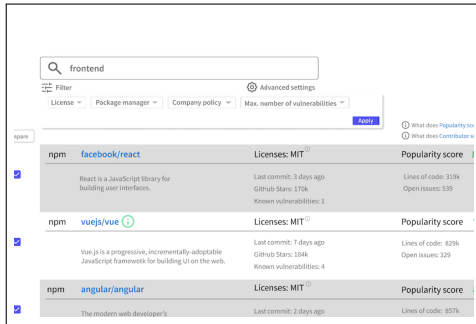 frontend
Filter
Advanced settings
License
Package manager
Company policy
Max. number of vulnerabilities
Apply
What does Popularity sco
What does Contributor s
npare
npm facebook/react Licenses: MIT Popularity score
React is a JavaScript library for
building user interfaces.
Last commit: 3 days ago
GitHub Stars: 170k
Known vulnerabilities: 1
Lines of code: 319k
Open issues: 539
npm vuejs/vue Licenses: MIT Popularity score
Vue.js is a progressive, incrementally-adoptable
JavaScript framewotk for building UI on the web.
Last commit: 7 days ago
GitHub Stars: 184k
Known vulnerabilities: 4
Lines of code: 829k
Open issues: 329
npm angular/angular Licenses: MIT Popularity score
The modern web developer's
Last commit: 2 days ago
Lines of code: 857k